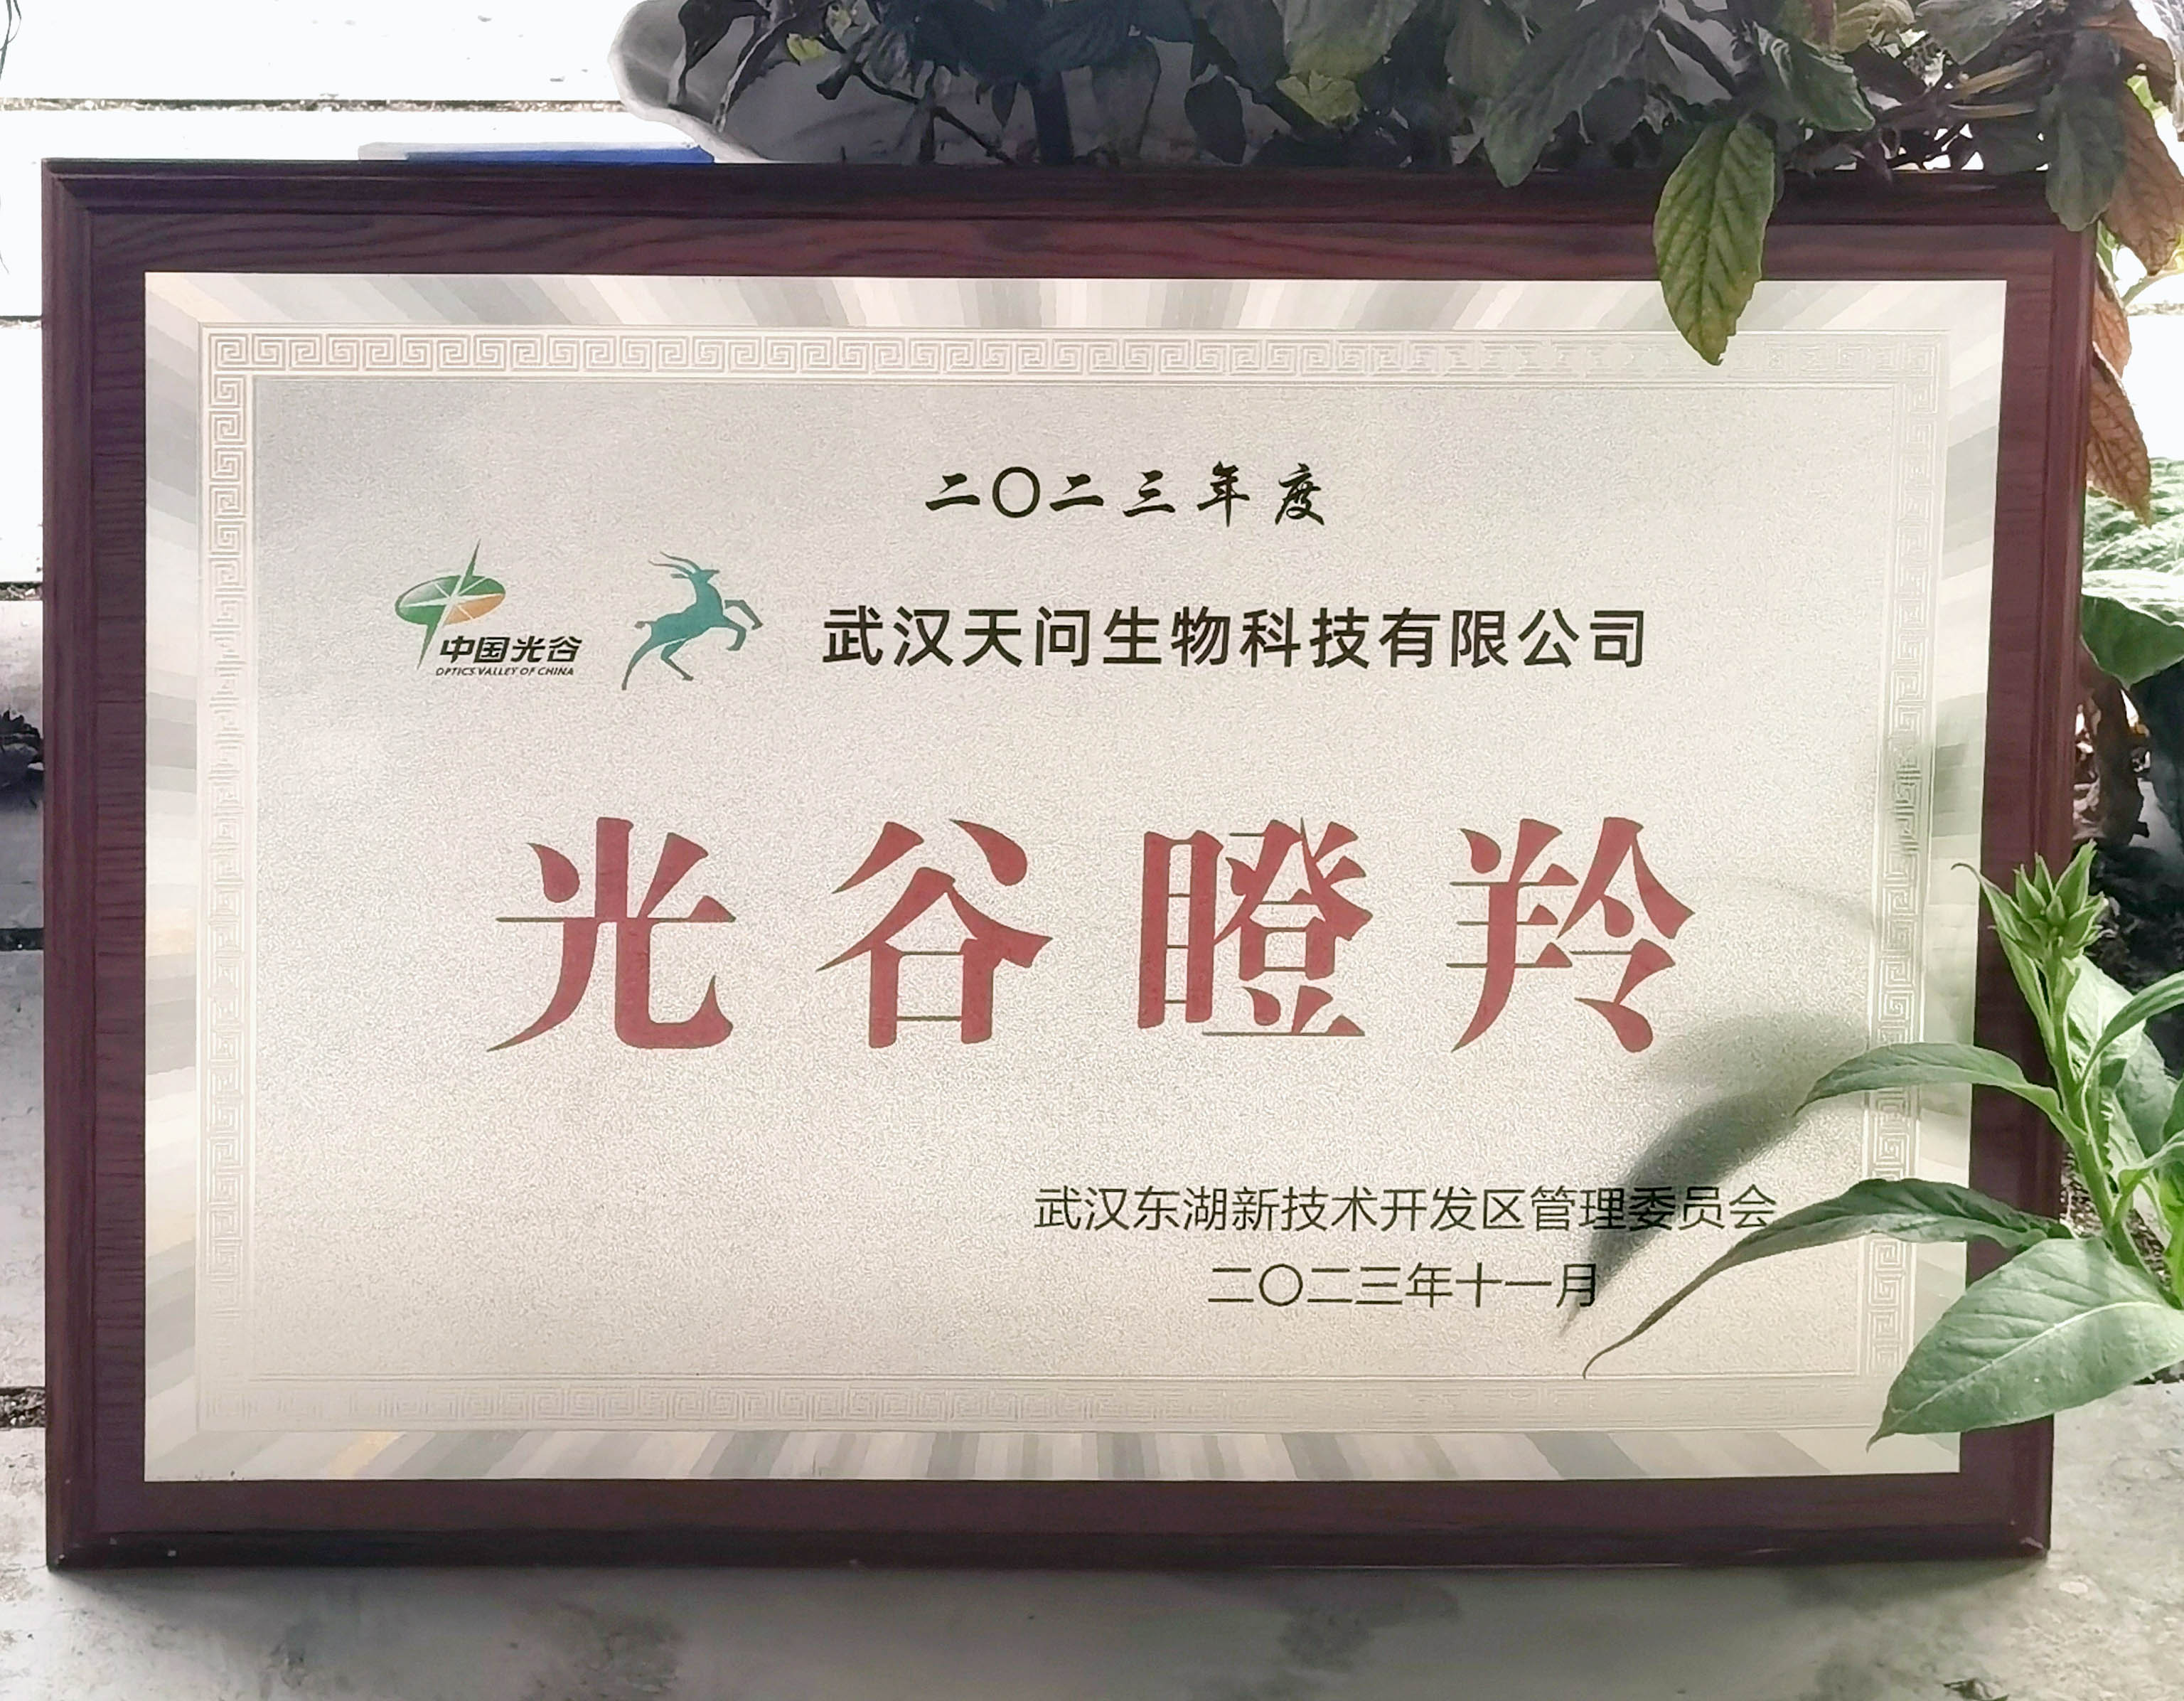 二〇二三年度
中国光谷
OPTICS VALLEY OF CHINA
武汉天问生物科技有限公司
光谷瞪羚
武汉东湖新技术开发区管理委员会
二〇二三年十一月